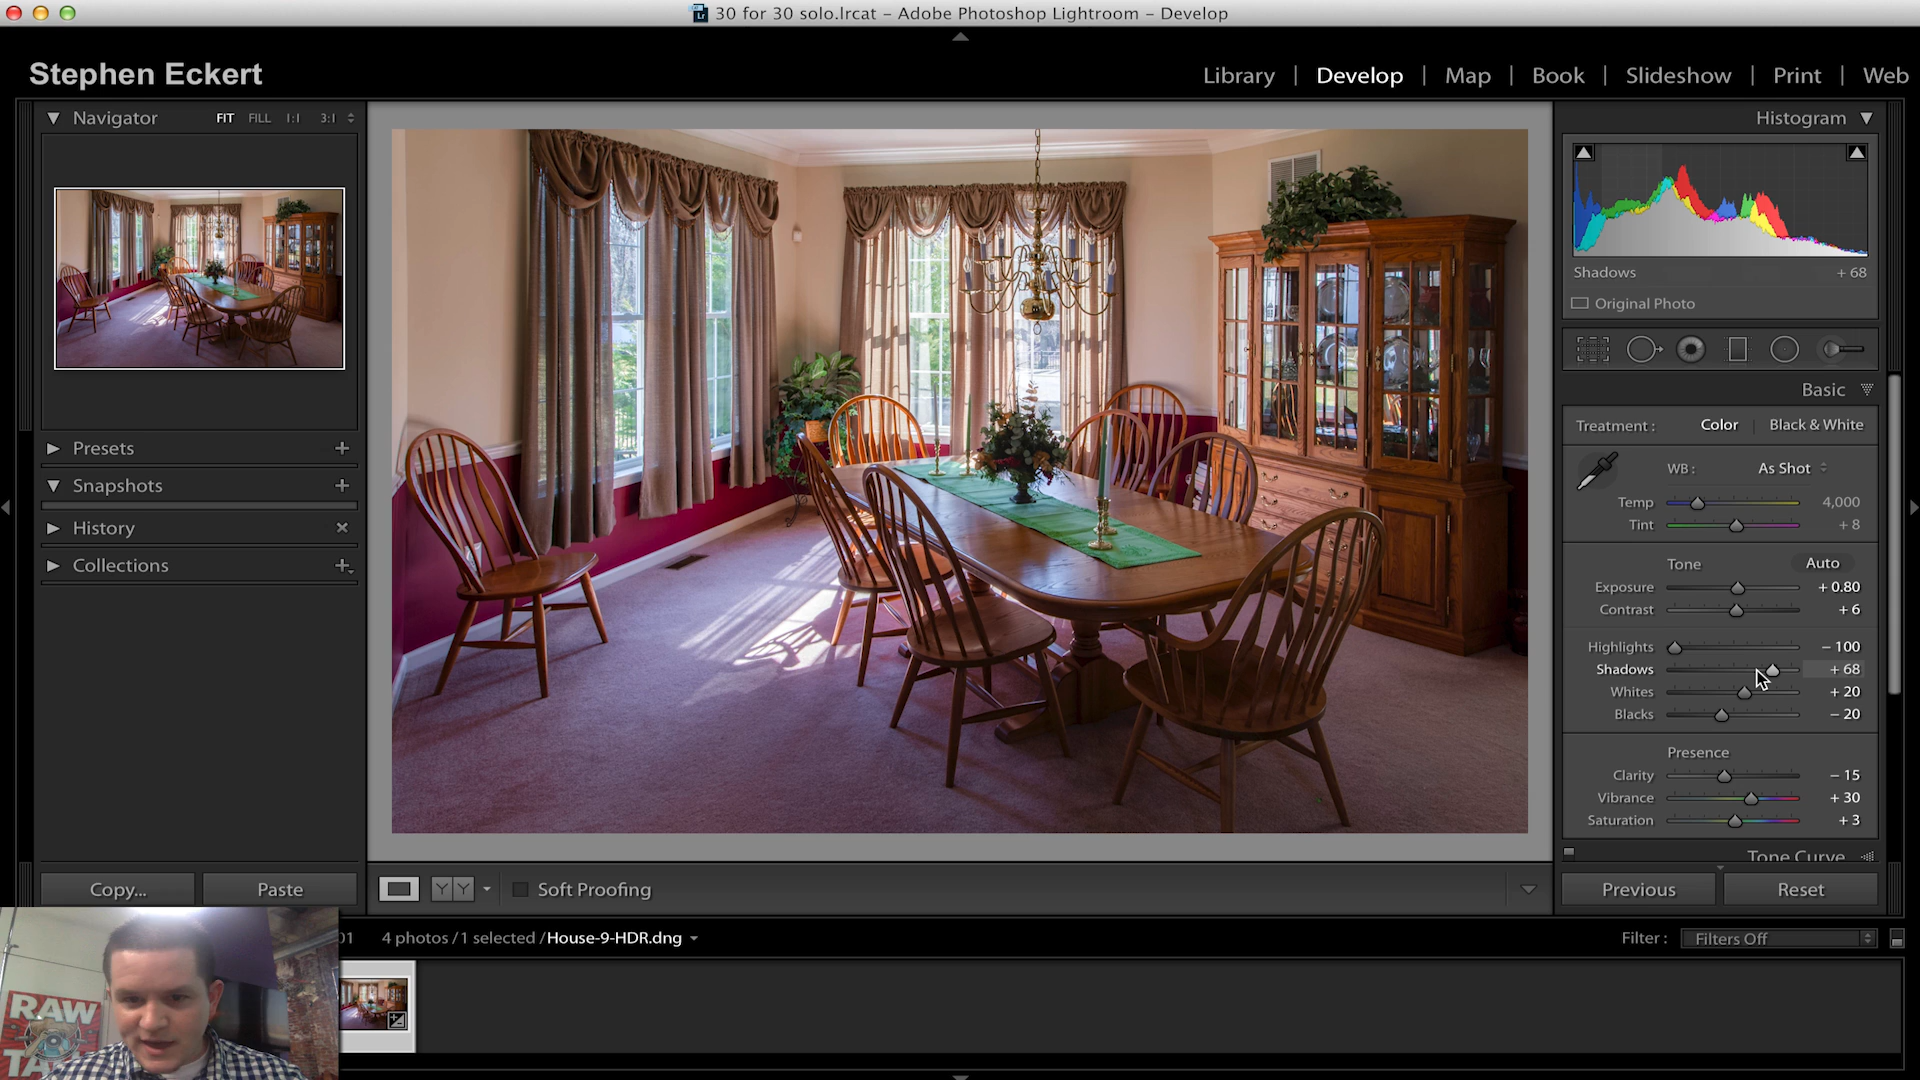 30 for 30 solo.lrcat – Adobe Photoshop Lightroom – Develop
Stephen Eckert
Library | Develop | Map | Book | Slideshow | Print | Web
Navigator FIT FILL 1:1 3:1
Presets
Snapshots
History
Collections
Copy... Paste
Histogram
Shadows + 68
Original Photo
Basic
Treatment : Color Black & White
WB : As Shot
Temp 4,000
Tint + 8
Tone Auto
Exposure + 0.80
Contrast + 6
Highlights – 100
Shadows + 68
Whites + 20
Blacks – 20
Presence
Clarity – 15
Vibrance + 30
Saturation + 3
Tone Curve
Previous Reset
Y Y Soft Proofing
01 4 photos / 1 selected / House-9-HDR.dng
Filter : Filters Off
RAW